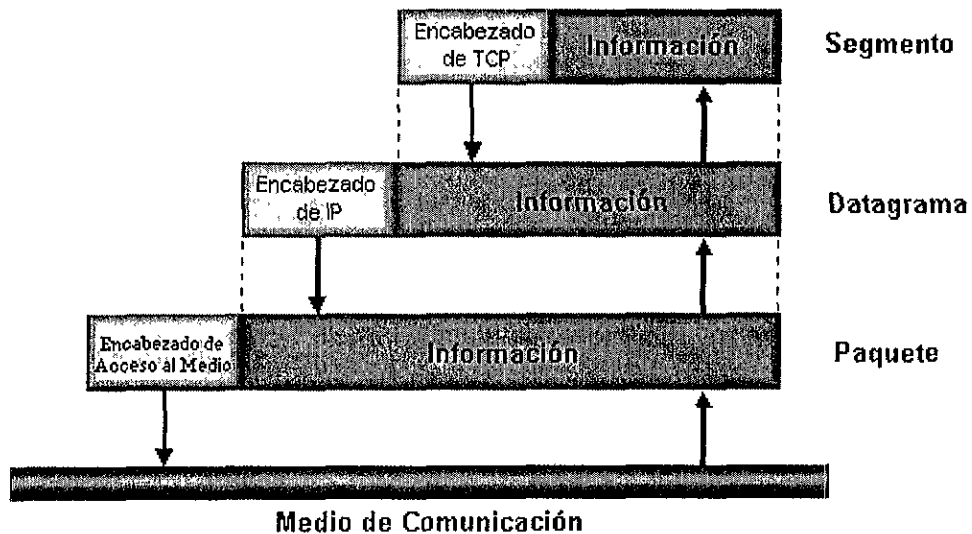 Encabezado
de TCP
Información
Segmento
Encabezado
de IP
Información
Datagrama
Encabezado de
Acceso al Medio
Información
Paquete
Medio de Comunicación